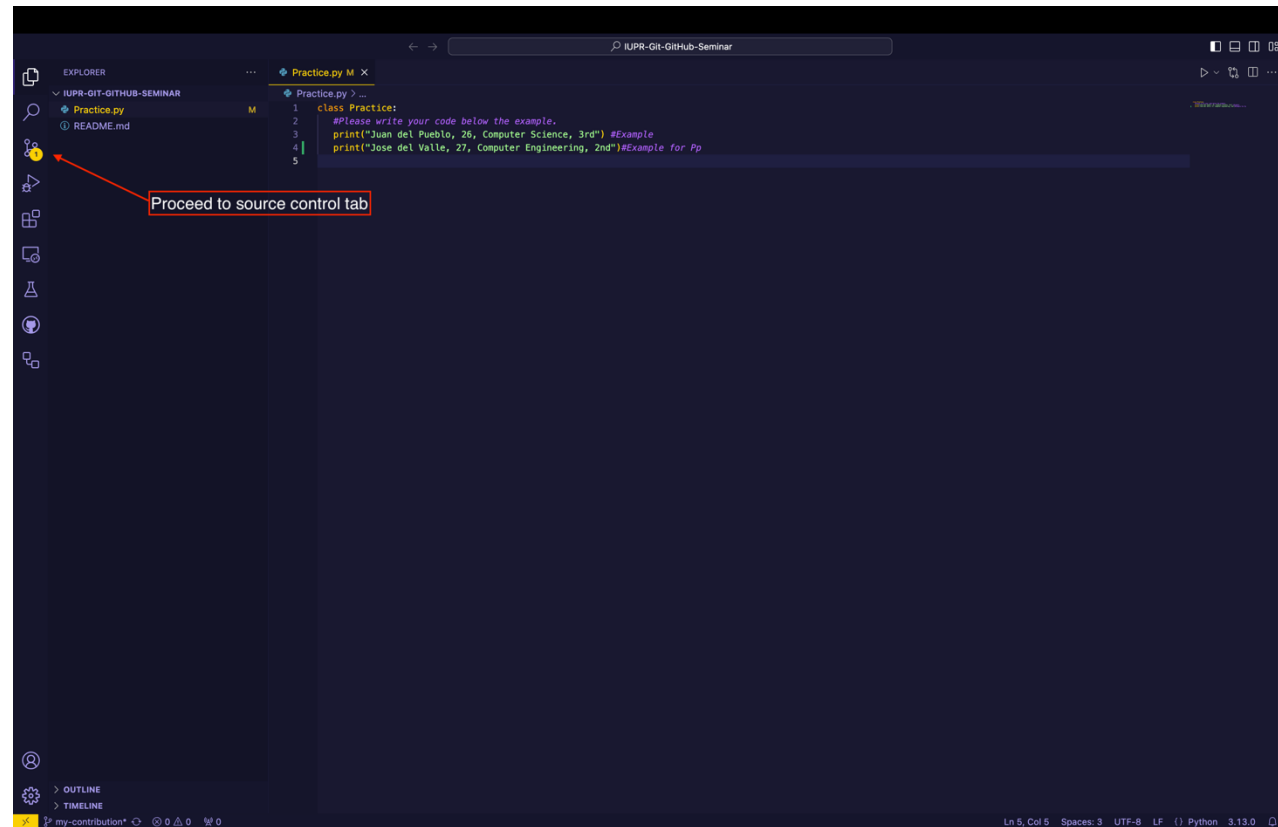 IUPR-Git-GitHub-Seminar
EXPLORER
IUPR-GIT-GITHUB-SEMINAR
Practice.py M
README.md
Practice.py M
Practice.py > ...
1 class Practice:
2 #Please write your code below the example.
3 print("Juan del Pueblo, 26, Computer Science, 3rd") #Example
4 print("Jose del Valle, 27, Computer Engineering, 2nd")#Example for Pp
5
1
Proceed to source control tab
OUTLINE
TIMELINE
my-contribution* 0 0 0
Ln 5, Col 5 Spaces: 3 UTF-8 LF {} Python 3.13.0